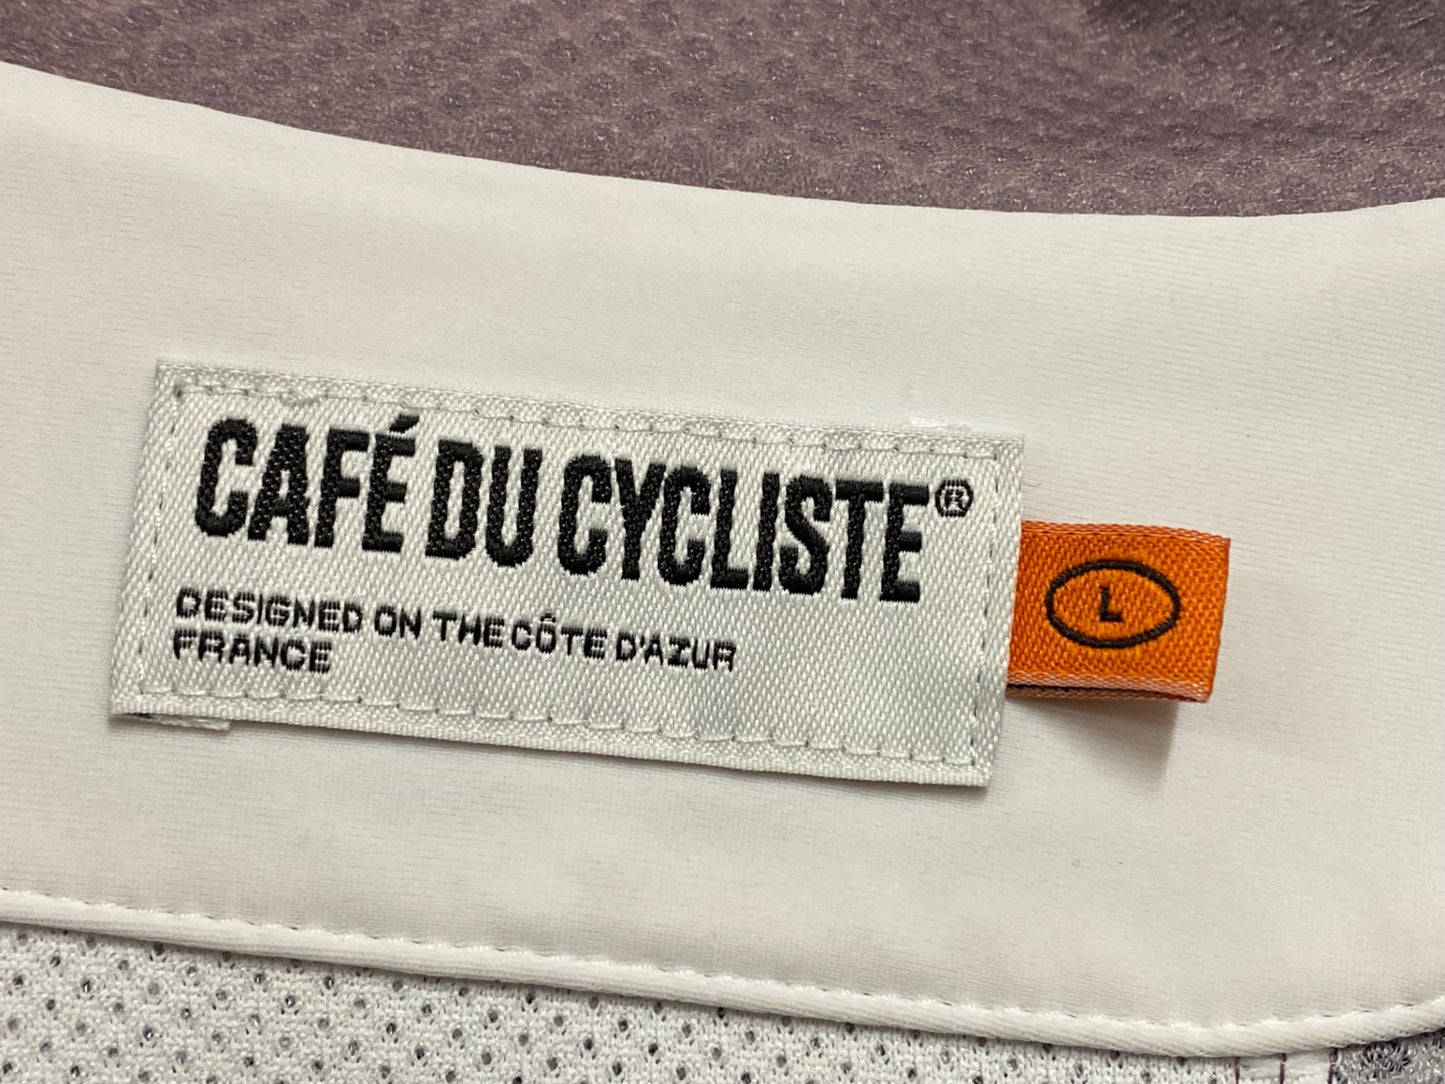 CAFÉ DU CYCLISTE®
DESIGNED ON THE CÔTE D'AZUR
FRANCE
L